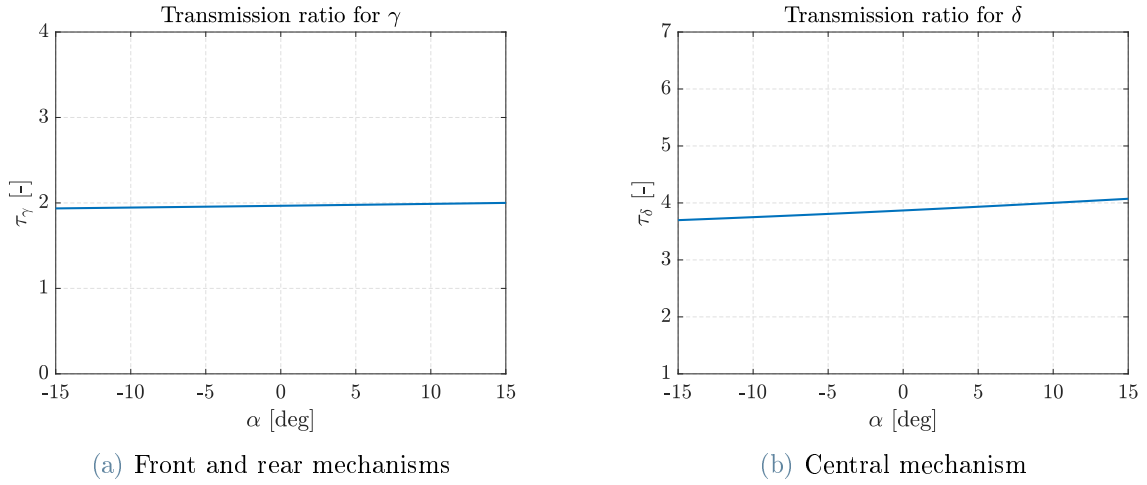 Transmission ratio for γ
4
3
2
1
0
τγ [-]
-15 -10 -5 0 5 10 15
α [deg]
(a) Front and rear mechanisms
Transmission ratio for δ
7
6
5
4
3
2
1
τδ [-]
-15 -10 -5 0 5 10 15
α [deg]
(b) Central mechanism